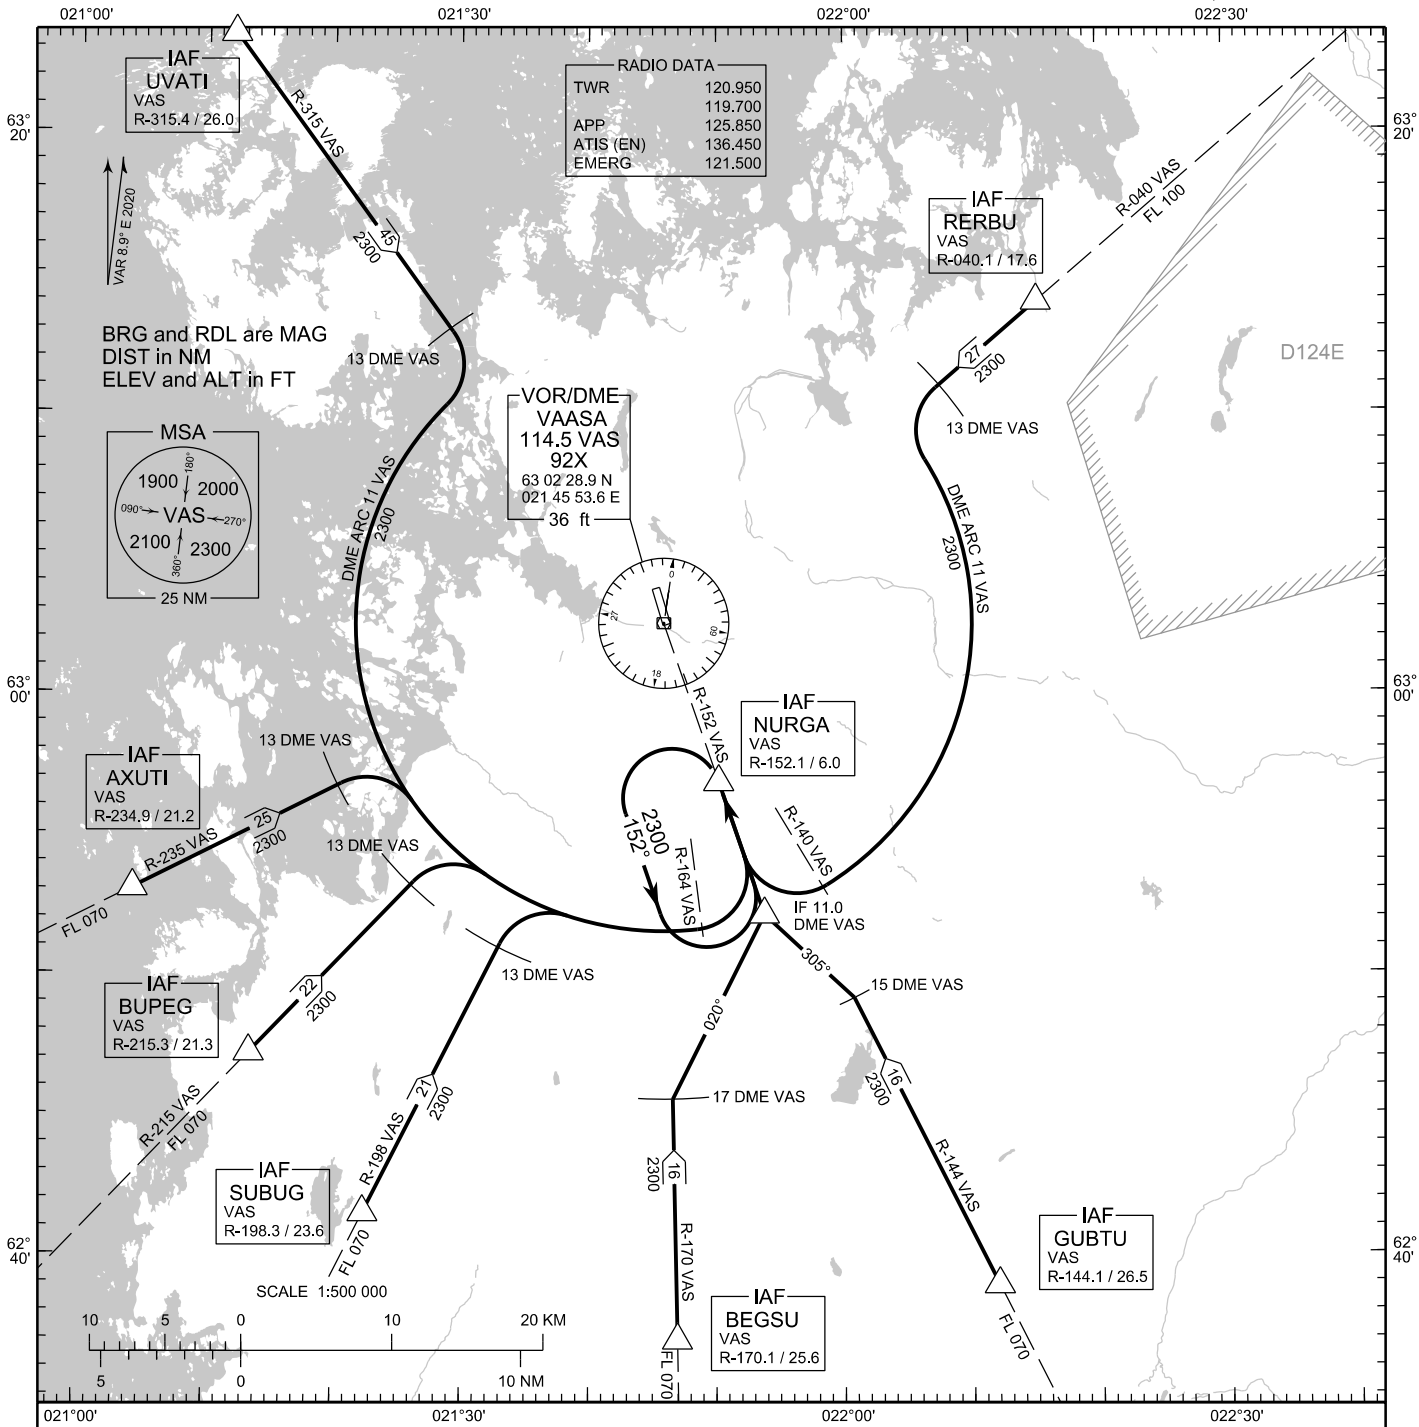 021°00'
021°30'
022°00'
022°30'
IAF
UVATI
VAS
R-315.4 / 26.0
R-315 VAS
45
2300
RADIO DATA
TWR 120.950
119.700
APP 125.850
ATIS (EN) 136.450
EMERG 121.500
63°
20'
63°
20'
VAR 8.9° E 2020
R-040 VAS
FL 100
IAF
RERBU
VAS
R-040.1 / 17.6
27
2300
D124E
BRG and RDL are MAG
DIST in NM
ELEV and ALT in FT
13 DME VAS
13 DME VAS
VOR/DME
VAASA
114.5 VAS
92X
63 02 28.9 N
021 45 53.6 E
36 ft
MSA
1900
180°
2000
090°
VAS
270°
2100
360°
2300
25 NM
DME ARC 11 VAS
2300
DME ARC 11 VAS
2300
0
27
60
18
63°
00'
63°
00'
R-152 VAS
IAF
NURGA
VAS
R-152.1 / 6.0
13 DME VAS
IAF
AXUTI
VAS
R-234.9 / 21.2
R-235 VAS
25
2300
FL 070
13 DME VAS
2300
152°
R-164 VAS
R-140 VAS
IF 11.0
DME VAS
305°
15 DME VAS
13 DME VAS
020°
IAF
BUPEG
VAS
R-215.3 / 21.3
22
2300
R-215 VAS
FL 070
21
2300
R-198 VAS
17 DME VAS
16
2300
16
2300
R-144 VAS
IAF
SUBUG
VAS
R-198.3 / 23.6
FL 070
R-170 VAS
IAF
GUBTU
VAS
R-144.1 / 26.5
FL 070
62°
40'
62°
40'
SCALE 1:500 000
10 5 0 10 20 KM
5 0 10 NM
IAF
BEGSU
VAS
R-170.1 / 25.6
FL 070
021°00'
021°30'
022°00'
022°30'